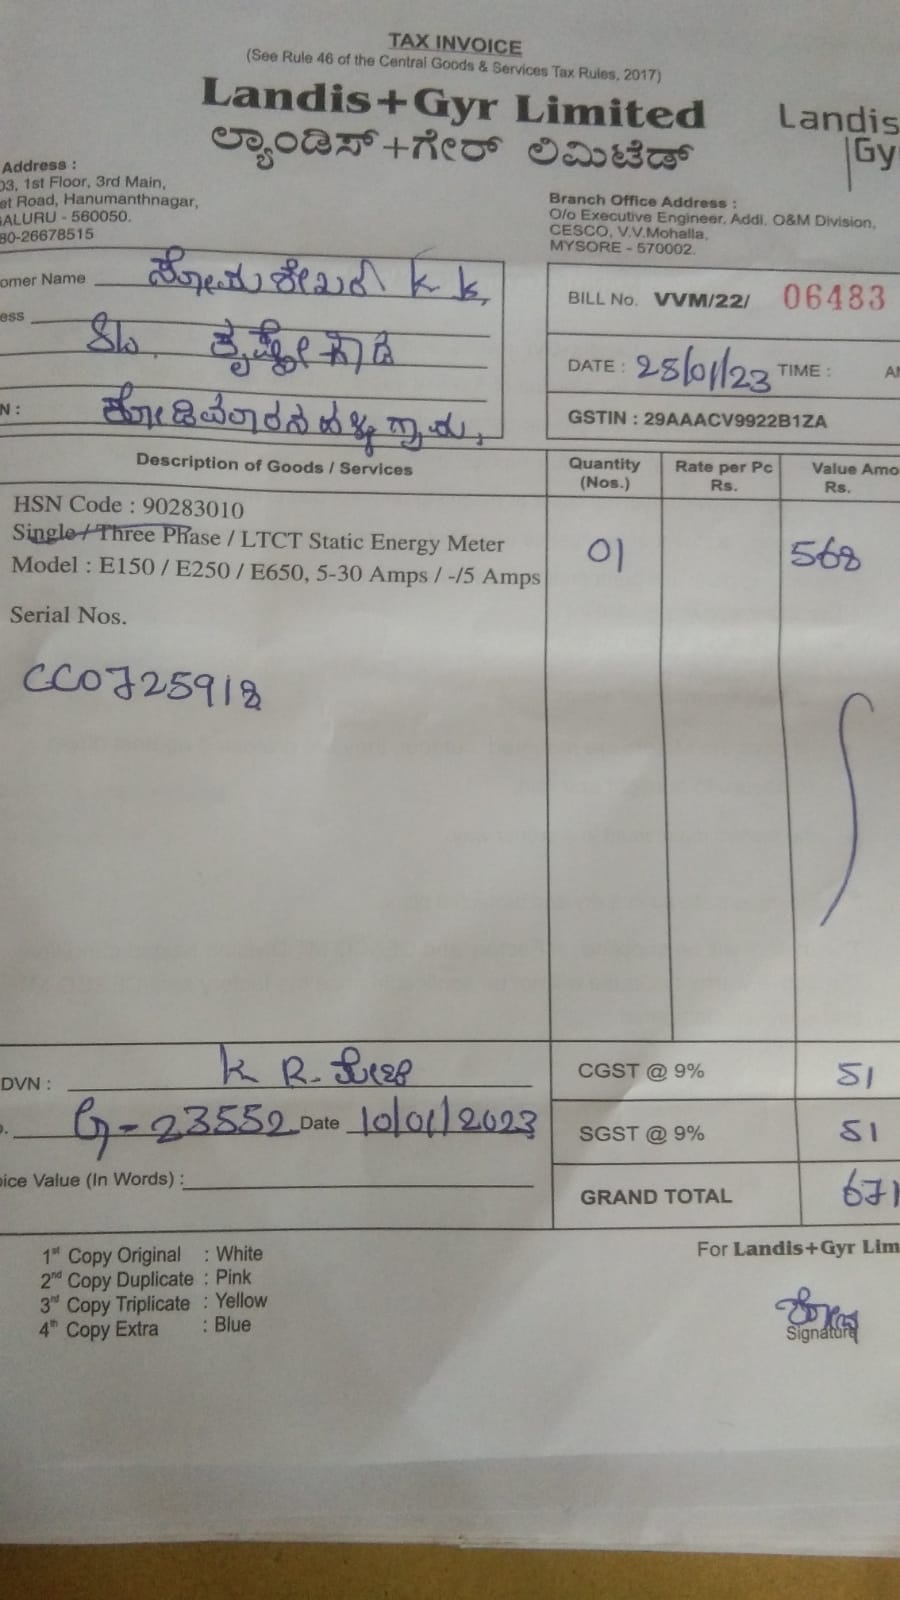 TAX INVOICE
(See Rule 46 of the Central Goods & Services Tax Rules, 2017)
Landis+Gyr Limited
ಲ್ಯಾಂಡಿಸ್+ಗೇರ್ ಲಿಮಿಟೆಡ್
Landis
Gy
Address :
03, 1st Floor, 3rd Main,
et Road, Hanumanthnagar,
ALURU - 560050.
80-26678515
Branch Office Address :
O/o Executive Engineer, Addl. O&M Division,
CESCO, V.V.Mohalla,
MYSORE - 570002.
omer Name ಸೋಮಶೇಖರ್ K K,
ess
S/o.
N :
BILL No. VVM/22/ 06483
DATE : 28/01/23 TIME : A
GSTIN : 29AAACV9922B1ZA
Description of Goods / Services
Quantity (Nos.)
Rate per Pc Rs.
Value Amo Rs.
HSN Code : 90283010
Single / Three Phase / LTCT Static Energy Meter
Model : E150 / E250 / E650, 5-30 Amps / -/5 Amps
01
568
Serial Nos.
CC0725918
DVN : K R.
G-23552 Date 10/01/2023
ice Value (In Words) :
CGST @ 9% 51
SGST @ 9% 51
GRAND TOTAL 671
1st Copy Original : White
2nd Copy Duplicate : Pink
3rd Copy Triplicate : Yellow
4th Copy Extra : Blue
For Landis+Gyr Lim
Signature